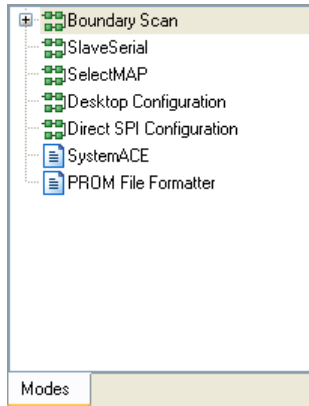 Boundary Scan
SlaveSerial
SelectMAP
Desktop Configuration
Direct SPI Configuration
SystemACE
PROM File Formatter
Modes